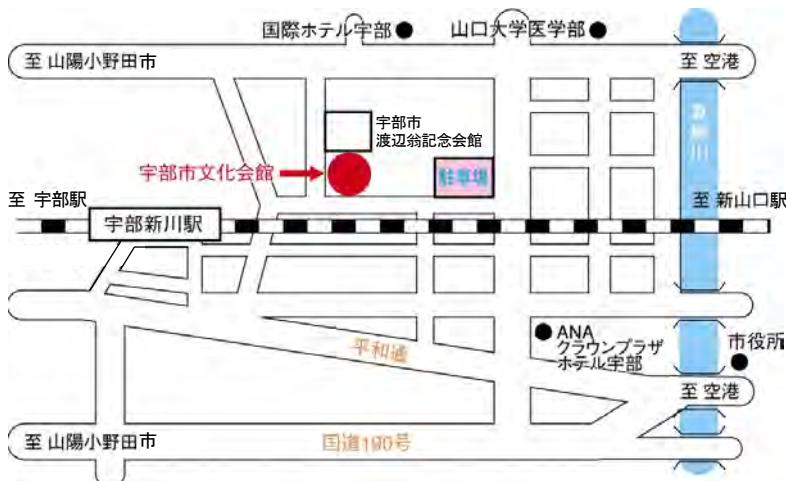 国際ホテル宇部
山口大学医学部
至 山陽小野田市
至 空港
宇部市
渡辺翁記念会館
宇部市文化会館
駐車場
至 宇部駅
至 新山口駅
宇部新川駅
平和通
ANA
クラウンプラザ
ホテル宇部
市役所
至 空港
至 山陽小野田市
国道190号